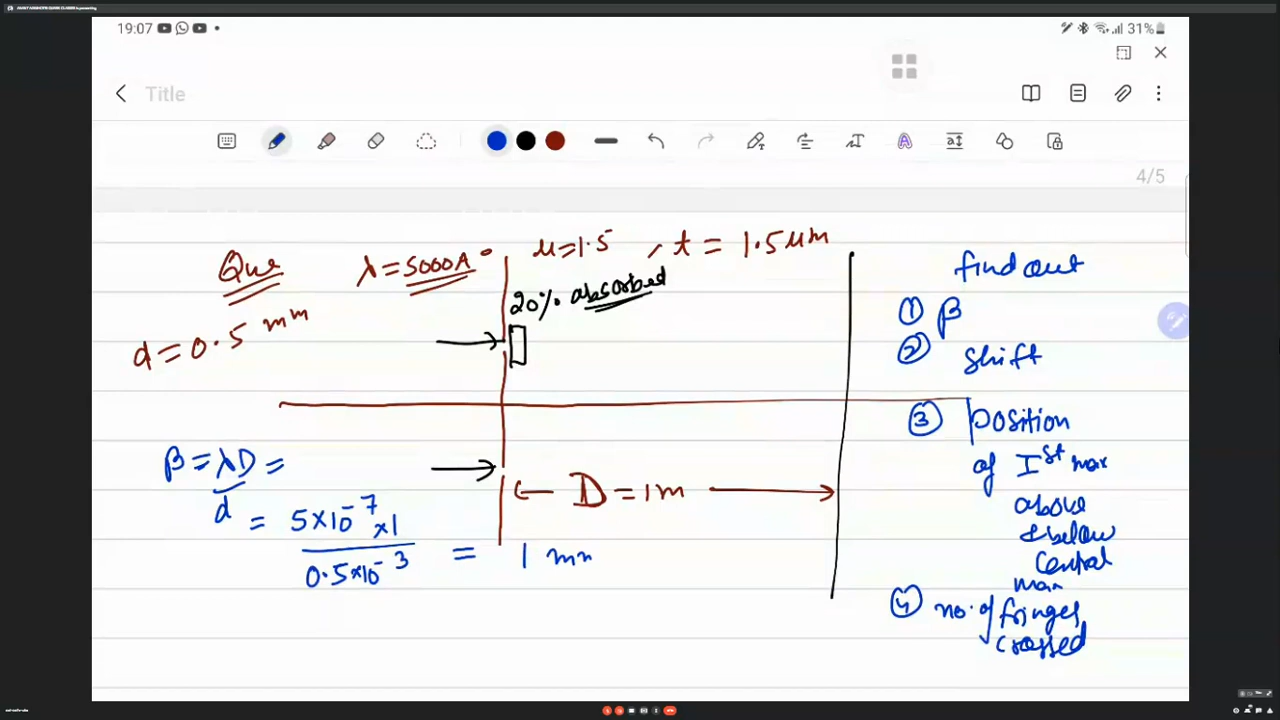 19:07
31%
Title
4/5
Que
λ = 5000A°
μ=1.5 , t = 1.5μm
find out
20% absorbed
d = 0.5 mm
① β
② shift
③ position
of Ist max
above
& below
Central
max
④ no. of fringes
crossed
β = λD =
d
= 5×10^-7 ×1
0.5×10^-3
= 1 mm
D = 1m